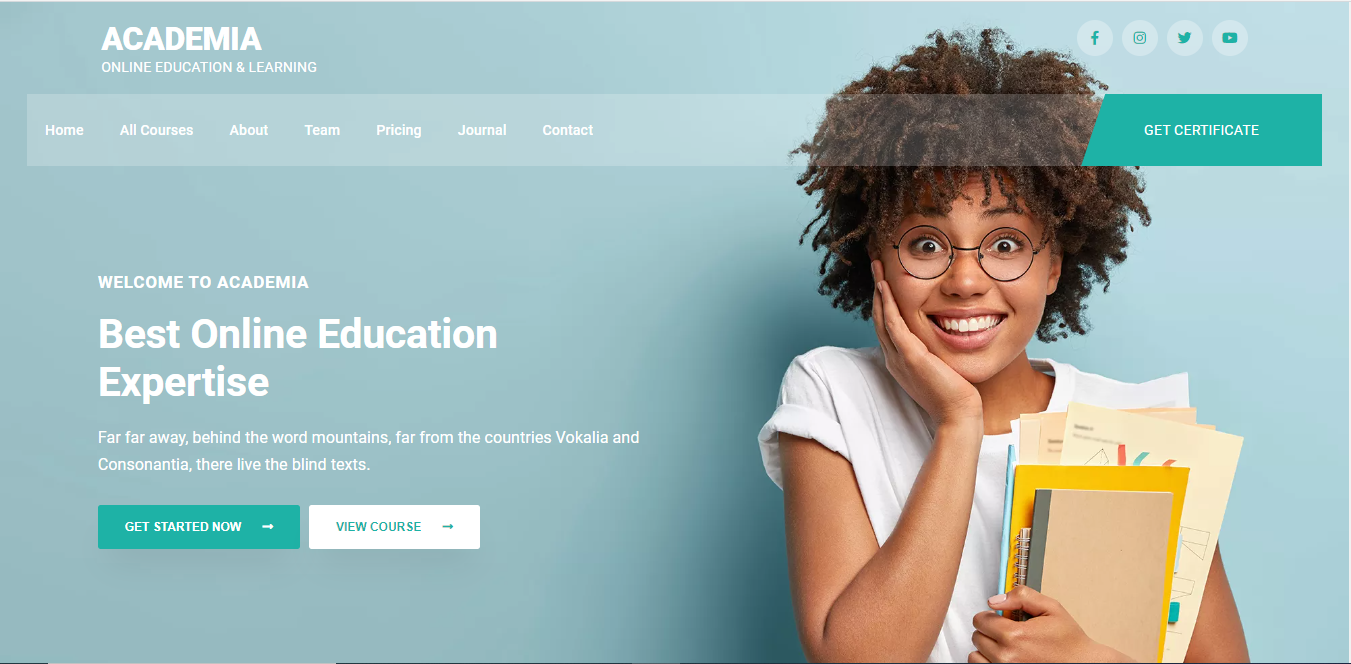 ACADEMIA
ONLINE EDUCATION & LEARNING
Home All Courses About Team Pricing Journal Contact GET CERTIFICATE
WELCOME TO ACADEMIA
Best Online Education
Expertise
Far far away, behind the word mountains, far from the countries Vokalia and
Consonantia, there live the blind texts.
GET STARTED NOW → VIEW COURSE →